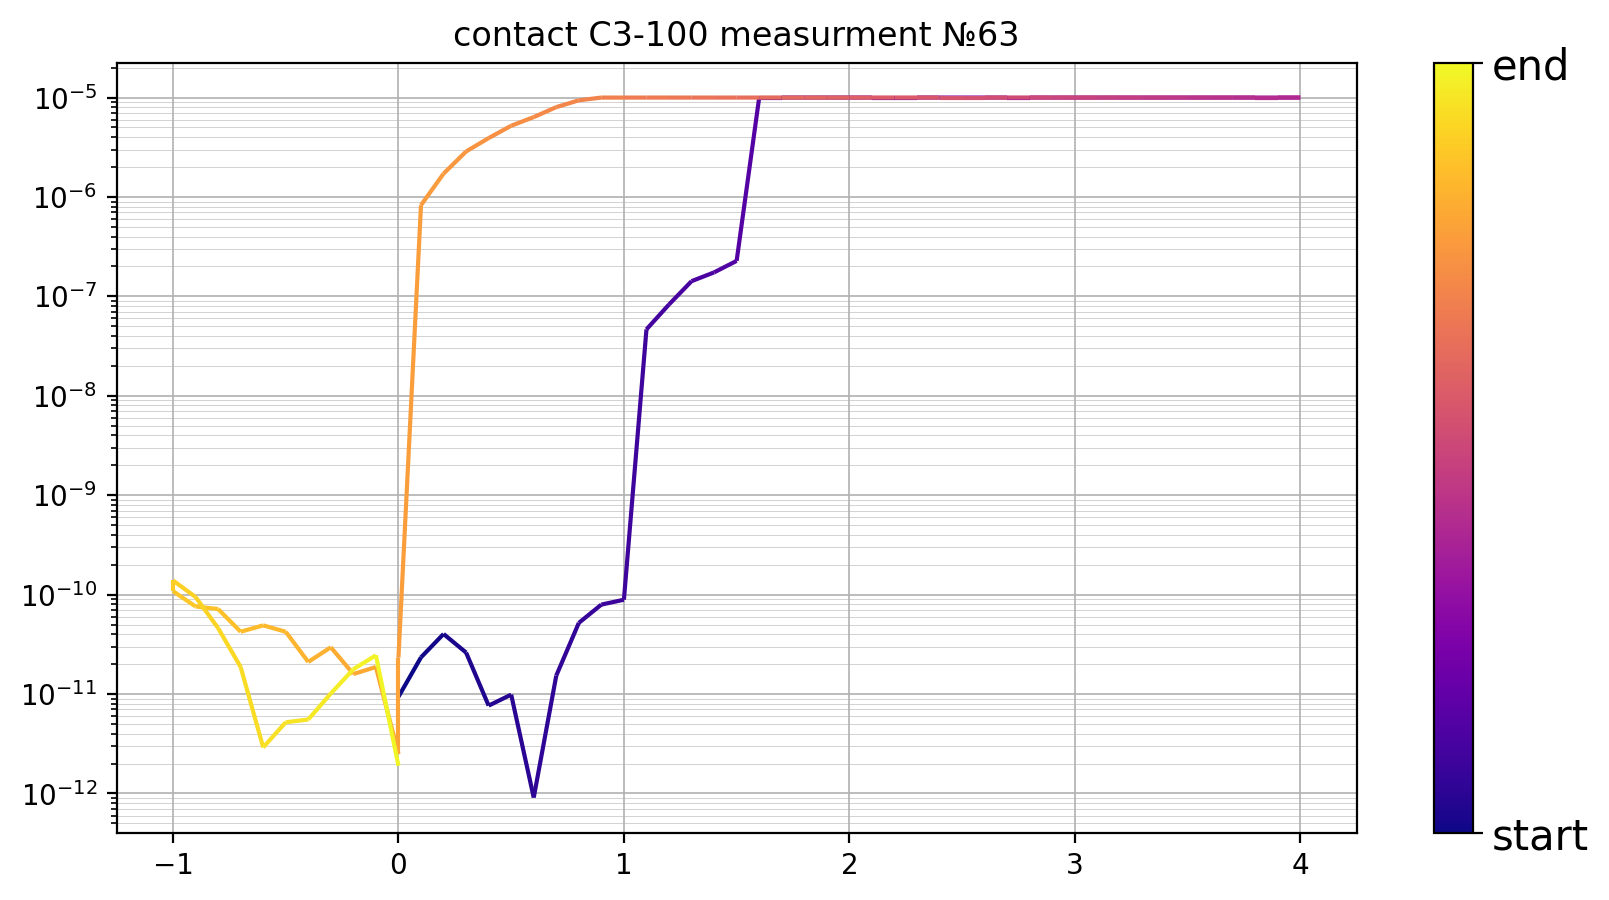 contact C3-100 measurment №63
10⁻⁵
10⁻⁶
10⁻⁷
10⁻⁸
10⁻⁹
10⁻¹⁰
10⁻¹¹
10⁻¹²
−1 0 1 2 3 4
end
start